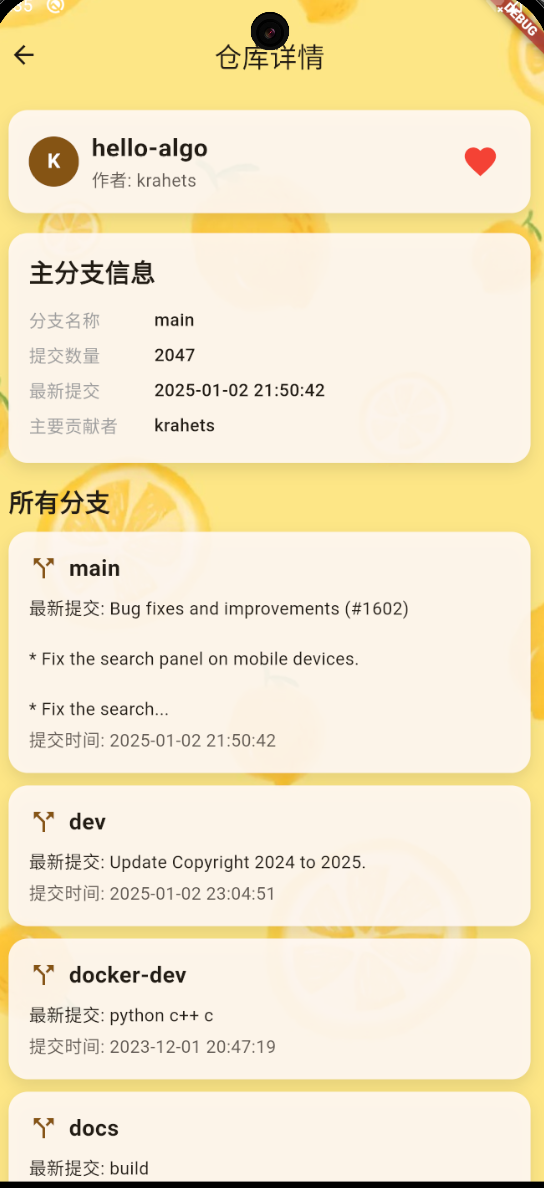 DEBUG
仓库详情
K
hello-algo
作者: krahets
主分支信息
分支名称 main
提交数量 2047
最新提交 2025-01-02 21:50:42
主要贡献者 krahets
所有分支
main
最新提交: Bug fixes and improvements (#1602)
* Fix the search panel on mobile devices.
* Fix the search...
提交时间: 2025-01-02 21:50:42
dev
最新提交: Update Copyright 2024 to 2025.
提交时间: 2025-01-02 23:04:51
docker-dev
最新提交: python c++ c
提交时间: 2023-12-01 20:47:19
docs
最新提交: build